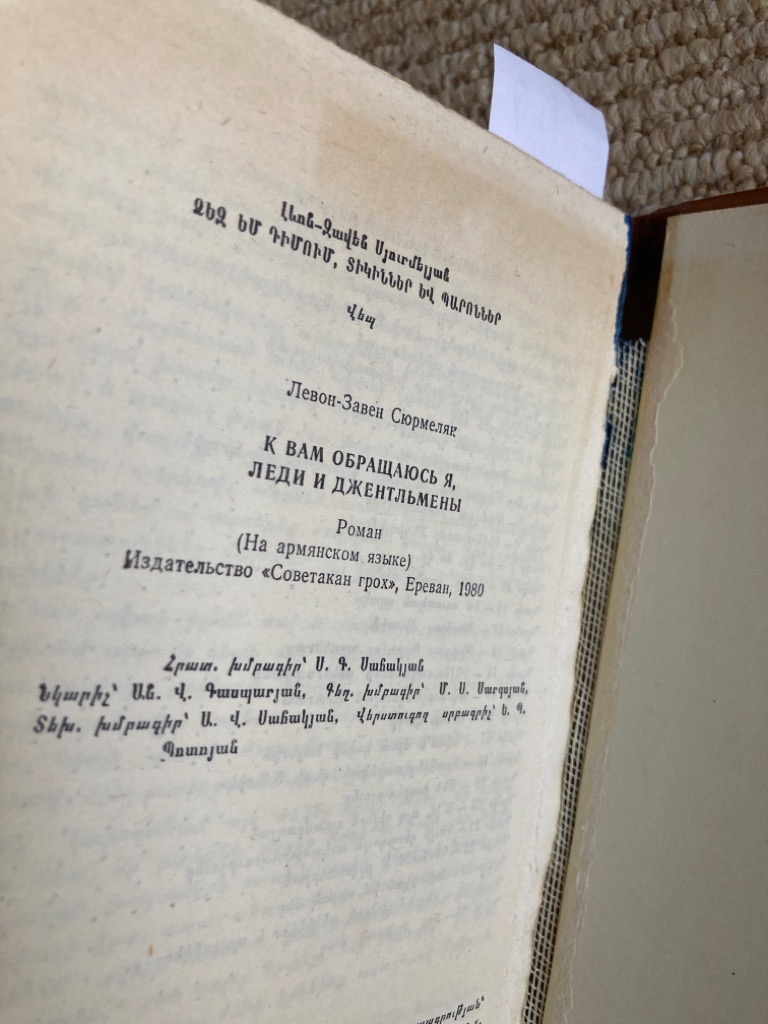 Լևոն-Զավեն Սյուրմելյան
ՁԵԶ ԵՄ ԴԻՄՈՒՄ, ՏԻԿԻՆՆԵՐ ԵՎ ՊԱՐՈՆՆԵՐ
Վեպ
Левон-Завен Сюрмелян
К ВАМ ОБРАЩАЮСЬ Я,
ЛЕДИ И ДЖЕНТЛЬМЕНЫ
Роман
(На армянском языке)
Издательство «Советакан грох», Ереван, 1980
Հրատ. խմբագիր՝ Ս. Գ. Սահակյան
Նկարիչ՝ Ան. Վ. Գասպարյան, Գեղ. խմբագիր՝ Մ. Ս. Սարգսյան,
Տեխ. խմբագիր՝ Ա. Վ. Սահակյան, Վերստուգող սրբագրիչ՝ Ե. Պ.
Պոտոյան